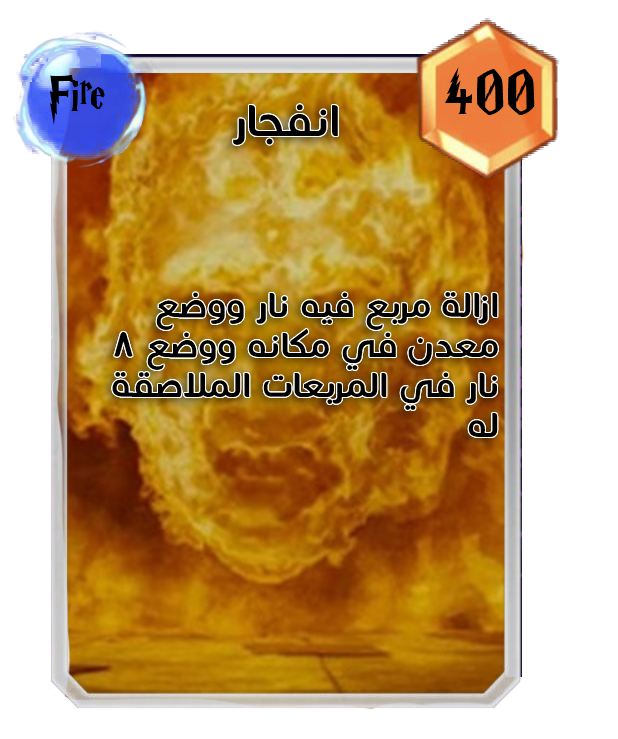 Fire
400
انفجار
ازالة مربع فيه نار ووضع
معدن في مكانه ووضع ٨
نار في المربعات الملاصقة
له